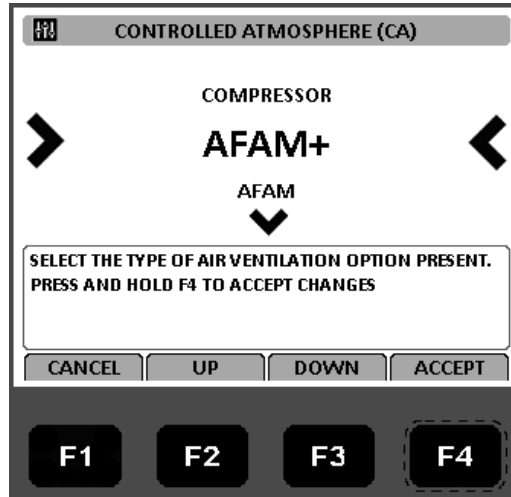 CONTROLLED ATMOSPHERE (CA)
COMPRESSOR
AFAM+
AFAM
SELECT THE TYPE OF AIR VENTILATION OPTION PRESENT.
PRESS AND HOLD F4 TO ACCEPT CHANGES
CANCEL UP DOWN ACCEPT
F1 F2 F3 F4